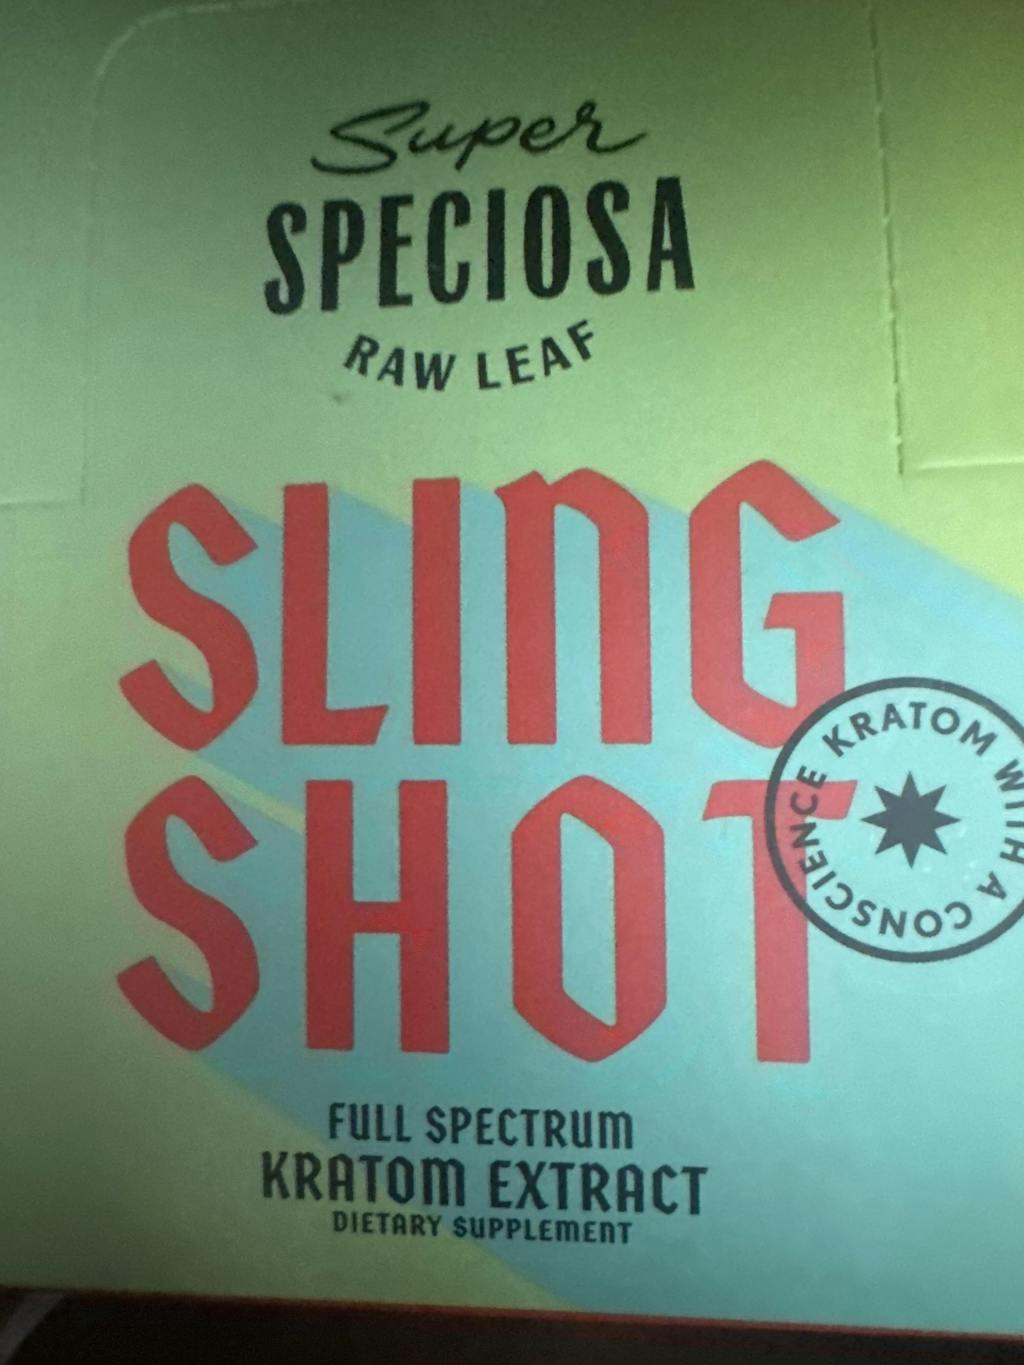 Super
SPECIOSA
RAW LEAF
SLING
SHOT
KRATOM WITH A CONSCIENCE
FULL SPECTRUM
KRATOM EXTRACT
DIETARY SUPPLEMENT